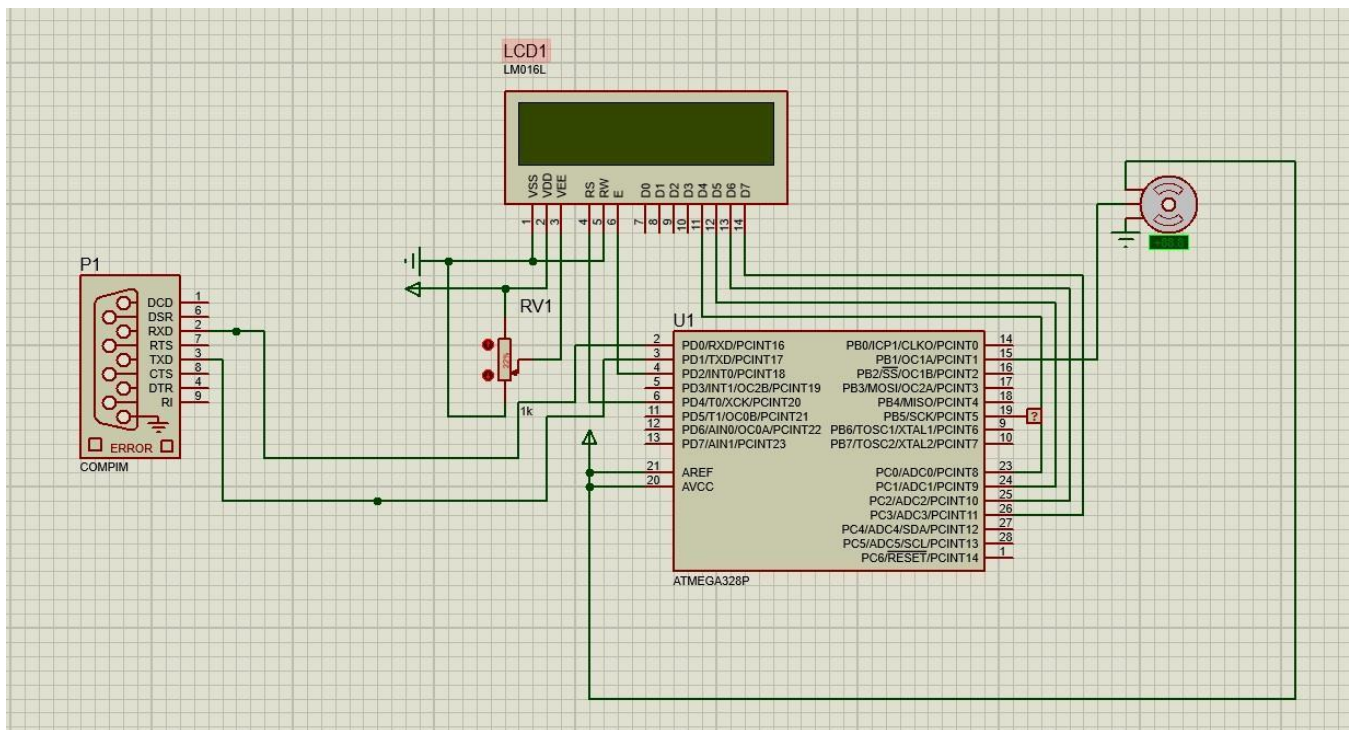 LCD1
LM016L
VSS
VDD
VEE
RS
RW
E
D0
D1
D2
D3
D4
D5
D6
D7
1
2
3
4
5
6
7
8
9
10
11
12
13
14
P1
DCD 1
DSR 6
RXD 2
RTS 7
TXD 3
CTS 8
DTR 4
RI 9
ERROR
COMPIM
RV1
22%
1k
U1
2 PD0/RXD/PCINT16
3 PD1/TXD/PCINT17
4 PD2/INT0/PCINT18
5 PD3/INT1/OC2B/PCINT19
6 PD4/T0/XCK/PCINT20
11 PD5/T1/OC0B/PCINT21
12 PD6/AIN0/OC0A/PCINT22
13 PD7/AIN1/PCINT23
21 AREF
20 AVCC
PB0/ICP1/CLKO/PCINT0 14
PB1/OC1A/PCINT1 15
PB2/SS/OC1B/PCINT2 16
PB3/MOSI/OC2A/PCINT3 17
PB4/MISO/PCINT4 18
PB5/SCK/PCINT5 19 ?
PB6/TOSC1/XTAL1/PCINT6 9
PB7/TOSC2/XTAL2/PCINT7 10
PC0/ADC0/PCINT8 23
PC1/ADC1/PCINT9 24
PC2/ADC2/PCINT10 25
PC3/ADC3/PCINT11 26
PC4/ADC4/SDA/PCINT12 27
PC5/ADC5/SCL/PCINT13 28
PC6/RESET/PCINT14 1
ATMEGA328P